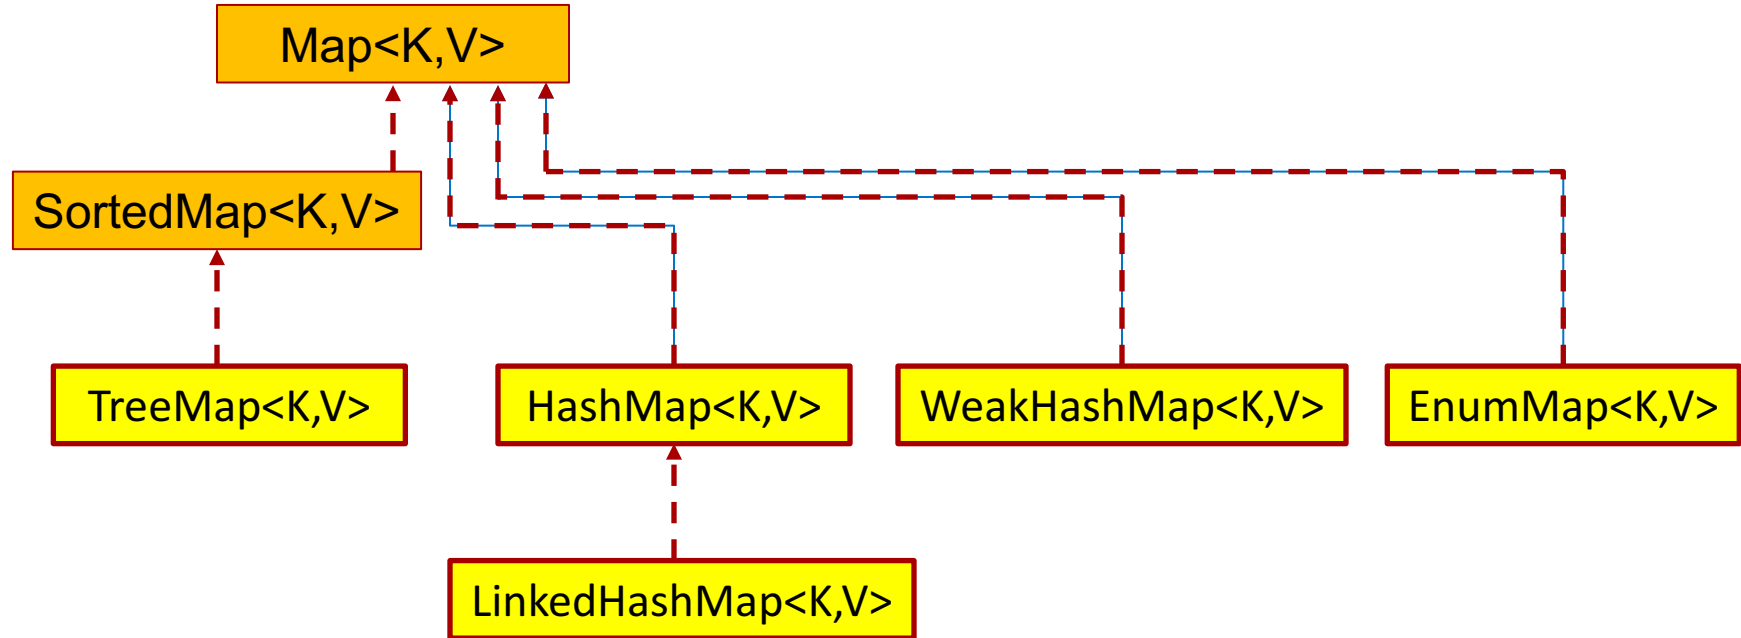 Map<K,V>
SortedMap<K,V>
TreeMap<K,V>
HashMap<K,V>
WeakHashMap<K,V>
EnumMap<K,V>
LinkedHashMap<K,V>